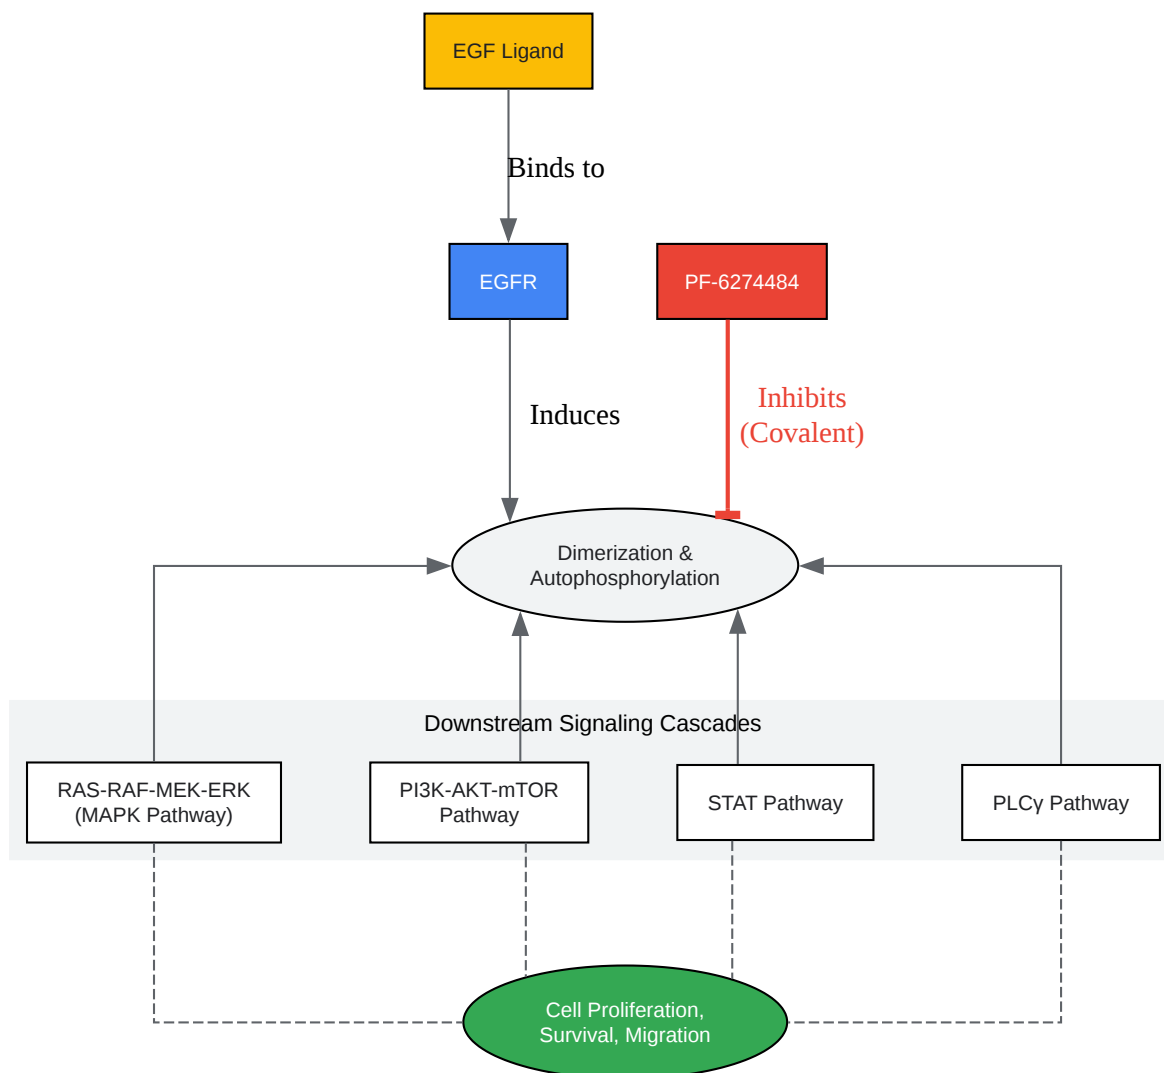 EGF Ligand
Binds to
EGFR
PF-6274484
Induces
Inhibits
(Covalent)
Dimerization &
Autophosphorylation
Downstream Signaling Cascades
RAS-RAF-MEK-ERK
(MAPK Pathway)
PI3K-AKT-mTOR
Pathway
STAT Pathway
PLCγ Pathway
Cell Proliferation,
Survival, Migration